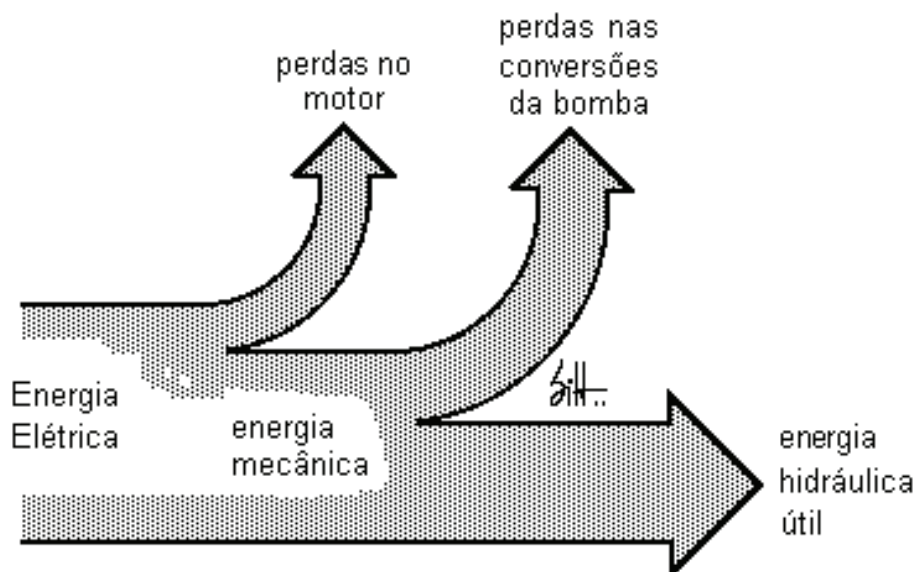 perdas no
motor
perdas nas
conversões
da bomba
Energia
Elétrica
energia
mecânica
energia
hidráulica
útil